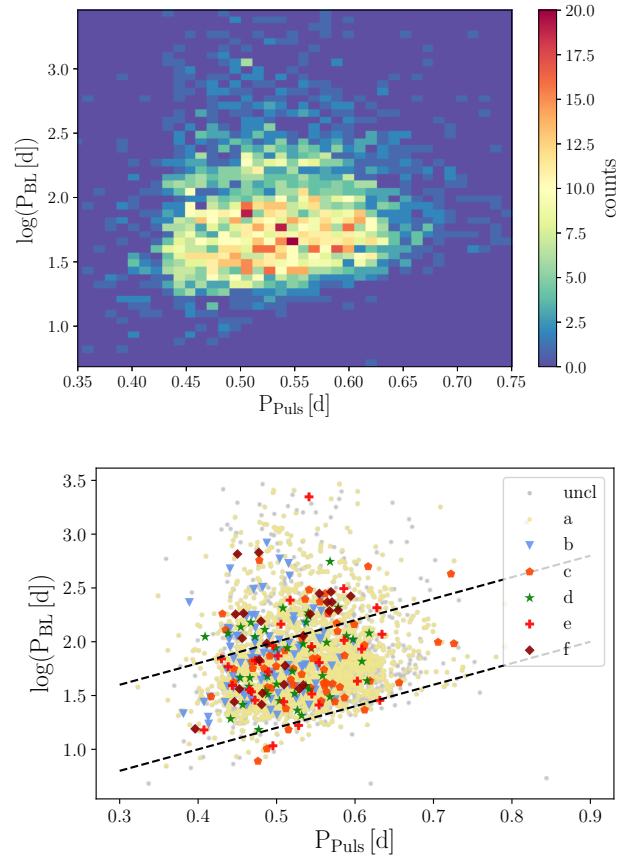 20.0
17.5
15.0
12.5
10.0
7.5
5.0
2.5
0.0
counts
3.0
2.5
2.0
1.5
1.0
log(P_BL [d])
0.35 0.40 0.45 0.50 0.55 0.60 0.65 0.70 0.75
P_Puls [d]
3.5
3.0
2.5
2.0
1.5
1.0
log(P_BL [d])
uncl
a
b
c
d
e
f
0.3 0.4 0.5 0.6 0.7 0.8 0.9
P_Puls [d]